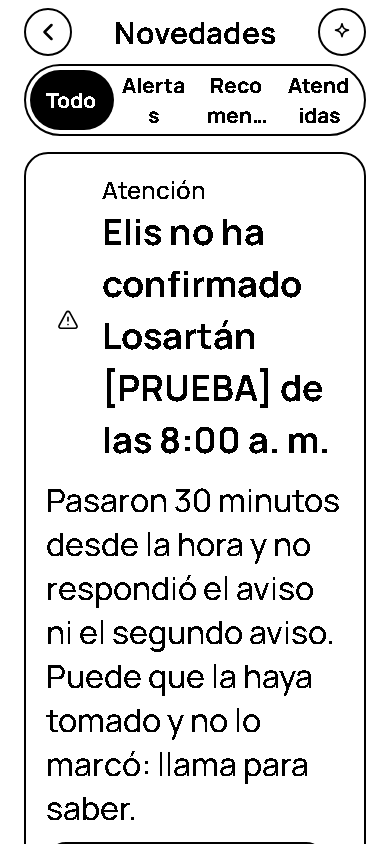 Novedades
Todo
Alerta
s
Reco
men...
Atend
idas
Atención
Elis no ha
confirmado
Losartán
[PRUEBA] de
las 8:00 a. m.
Pasaron 30 minutos
desde la hora y no
respondió el aviso
ni el segundo aviso.
Puede que la haya
tomado y no lo
marcó: llama para
saber.